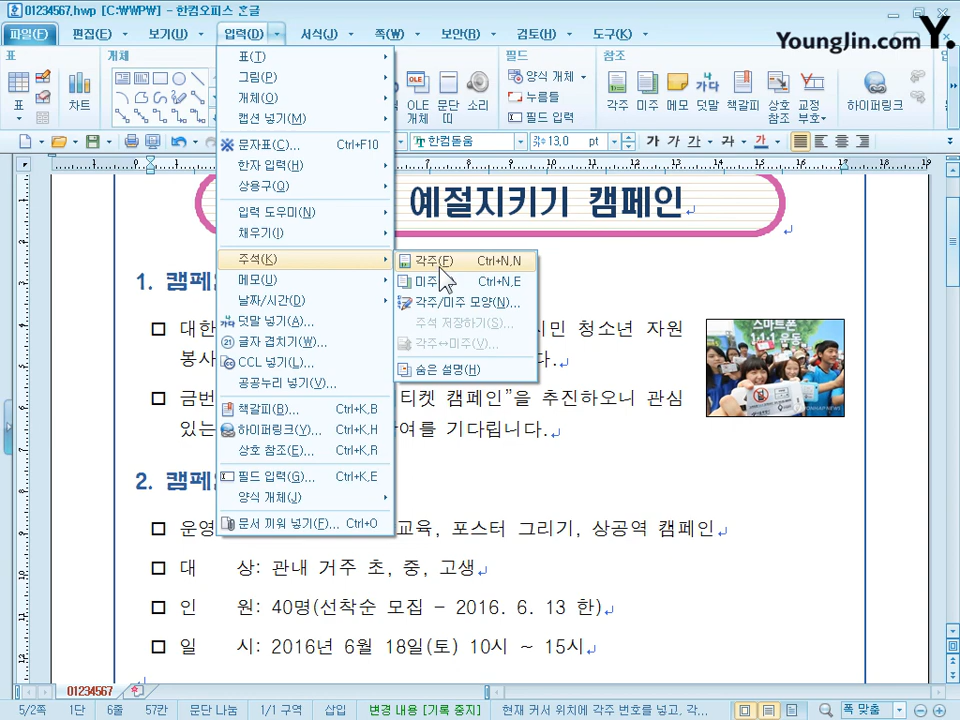 01234567.hwp [C:₩WP₩] - 한컴오피스 한글
파일(F) 편집(E) 보기(U) 입력(D) 서식(J) 쪽(W) 보안(R) 검토(H) 도구(K)
YoungJin.com Y.
표 개체 필드 참조
표 차트 OLE 개체 문단 띠 소리 양식 개체 누름틀 필드 입력 각주 미주 메모 덧말 책갈피 상호 참조 교정 부호 하이퍼링크
한컴돋움 13,0 pt 가 가 가 가 가
표(T)
그림(P)
개체(O)
캡션 넣기(M)
문자표(C)... Ctrl+F10
한자 입력(H)
상용구(Q)
입력 도우미(N)
채우기(I)
주석(K)
메모(U)
날짜/시간(D)
덧말 넣기(A)...
글자 겹치기(W)...
CCL 넣기(L)...
공공누리 넣기(V)...
책갈피(B)... Ctrl+K,B
하이퍼링크(Y)... Ctrl+K,H
상호 참조(E)... Ctrl+K,R
필드 입력(G)... Ctrl+K,E
양식 개체(J)
문서 끼워 넣기(F)... Ctrl+O
각주(F) Ctrl+N,N
미주 Ctrl+N,E
각주/미주 모양(N)...
주석 저장하기(S)...
각주↔미주(V)...
숨은 설명(H)
예절지키기 캠페인
1. 캠페
대한 시민 청소년 자원
봉사 다.
스마트폰
1.1.1 운동
금번 티켓 캠페인”을 추진하오니 관심
있는 여를 기다립니다.
2. 캠페
운영 교육, 포스터 그리기, 상공역 캠페인
대 상: 관내 거주 초, 중, 고생
인 원: 40명(선착순 모집 - 2016. 6. 13 한)
일 시: 2016년 6월 18일(토) 10시 ~ 15시
01234567
5/2쪽 1단 6줄 57칸 문단 나눔 1/1 구역 삽입 변경 내용 [기록 중지] 현재 커서 위치에 각주 번호를 넣고, 각... 폭 맞춤